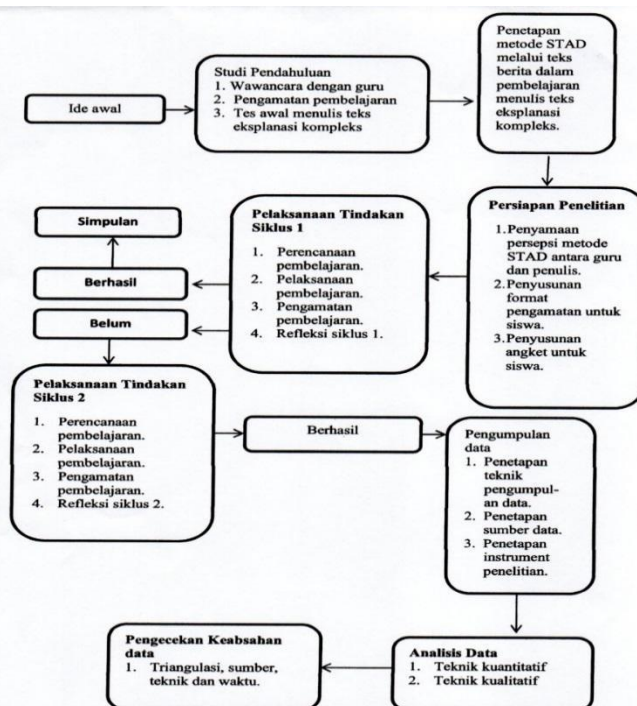 Ide awal
Studi Pendahuluan
1. Wawancara dengan guru
2. Pengamatan pembelajaran
3. Tes awal menulis teks
eksplanasi kompleks
Penetapan
metode STAD
melalui teks
berita dalam
pembelajaran
menulis teks
eksplanasi
kompleks.
Persiapan Penelitian
1.Penyamaan
persepsi metode
STAD antara guru
dan penulis.
2.Penyusunan
format
pengamatan untuk
siswa.
3.Penyusunan
angket untuk
siswa.
Pelaksanaan Tindakan
Siklus 1
1. Perencanaan
pembelajaran.
2. Pelaksanaan
pembelajaran.
3. Pengamatan
pembelajaran.
4. Refleksi siklus 1.
Simpulan
Berhasil
Belum
Pelaksanaan Tindakan
Siklus 2
1. Perencanaan
pembelajaran.
2. Pelaksanaan
pembelajaran.
3. Pengamatan
pembelajaran.
4. Refleksi siklus 2.
Berhasil
Pengumpulan
data
1. Penetapan
teknik
pengumpul-
an data.
2. Penetapan
sumber data.
3. Penetapan
instrument
penelitian.
Analisis Data
1. Teknik kuantitatif
2. Teknik kualitatif
Pengecekan Keabsahan
data
1. Triangulasi, sumber,
teknik dan waktu.